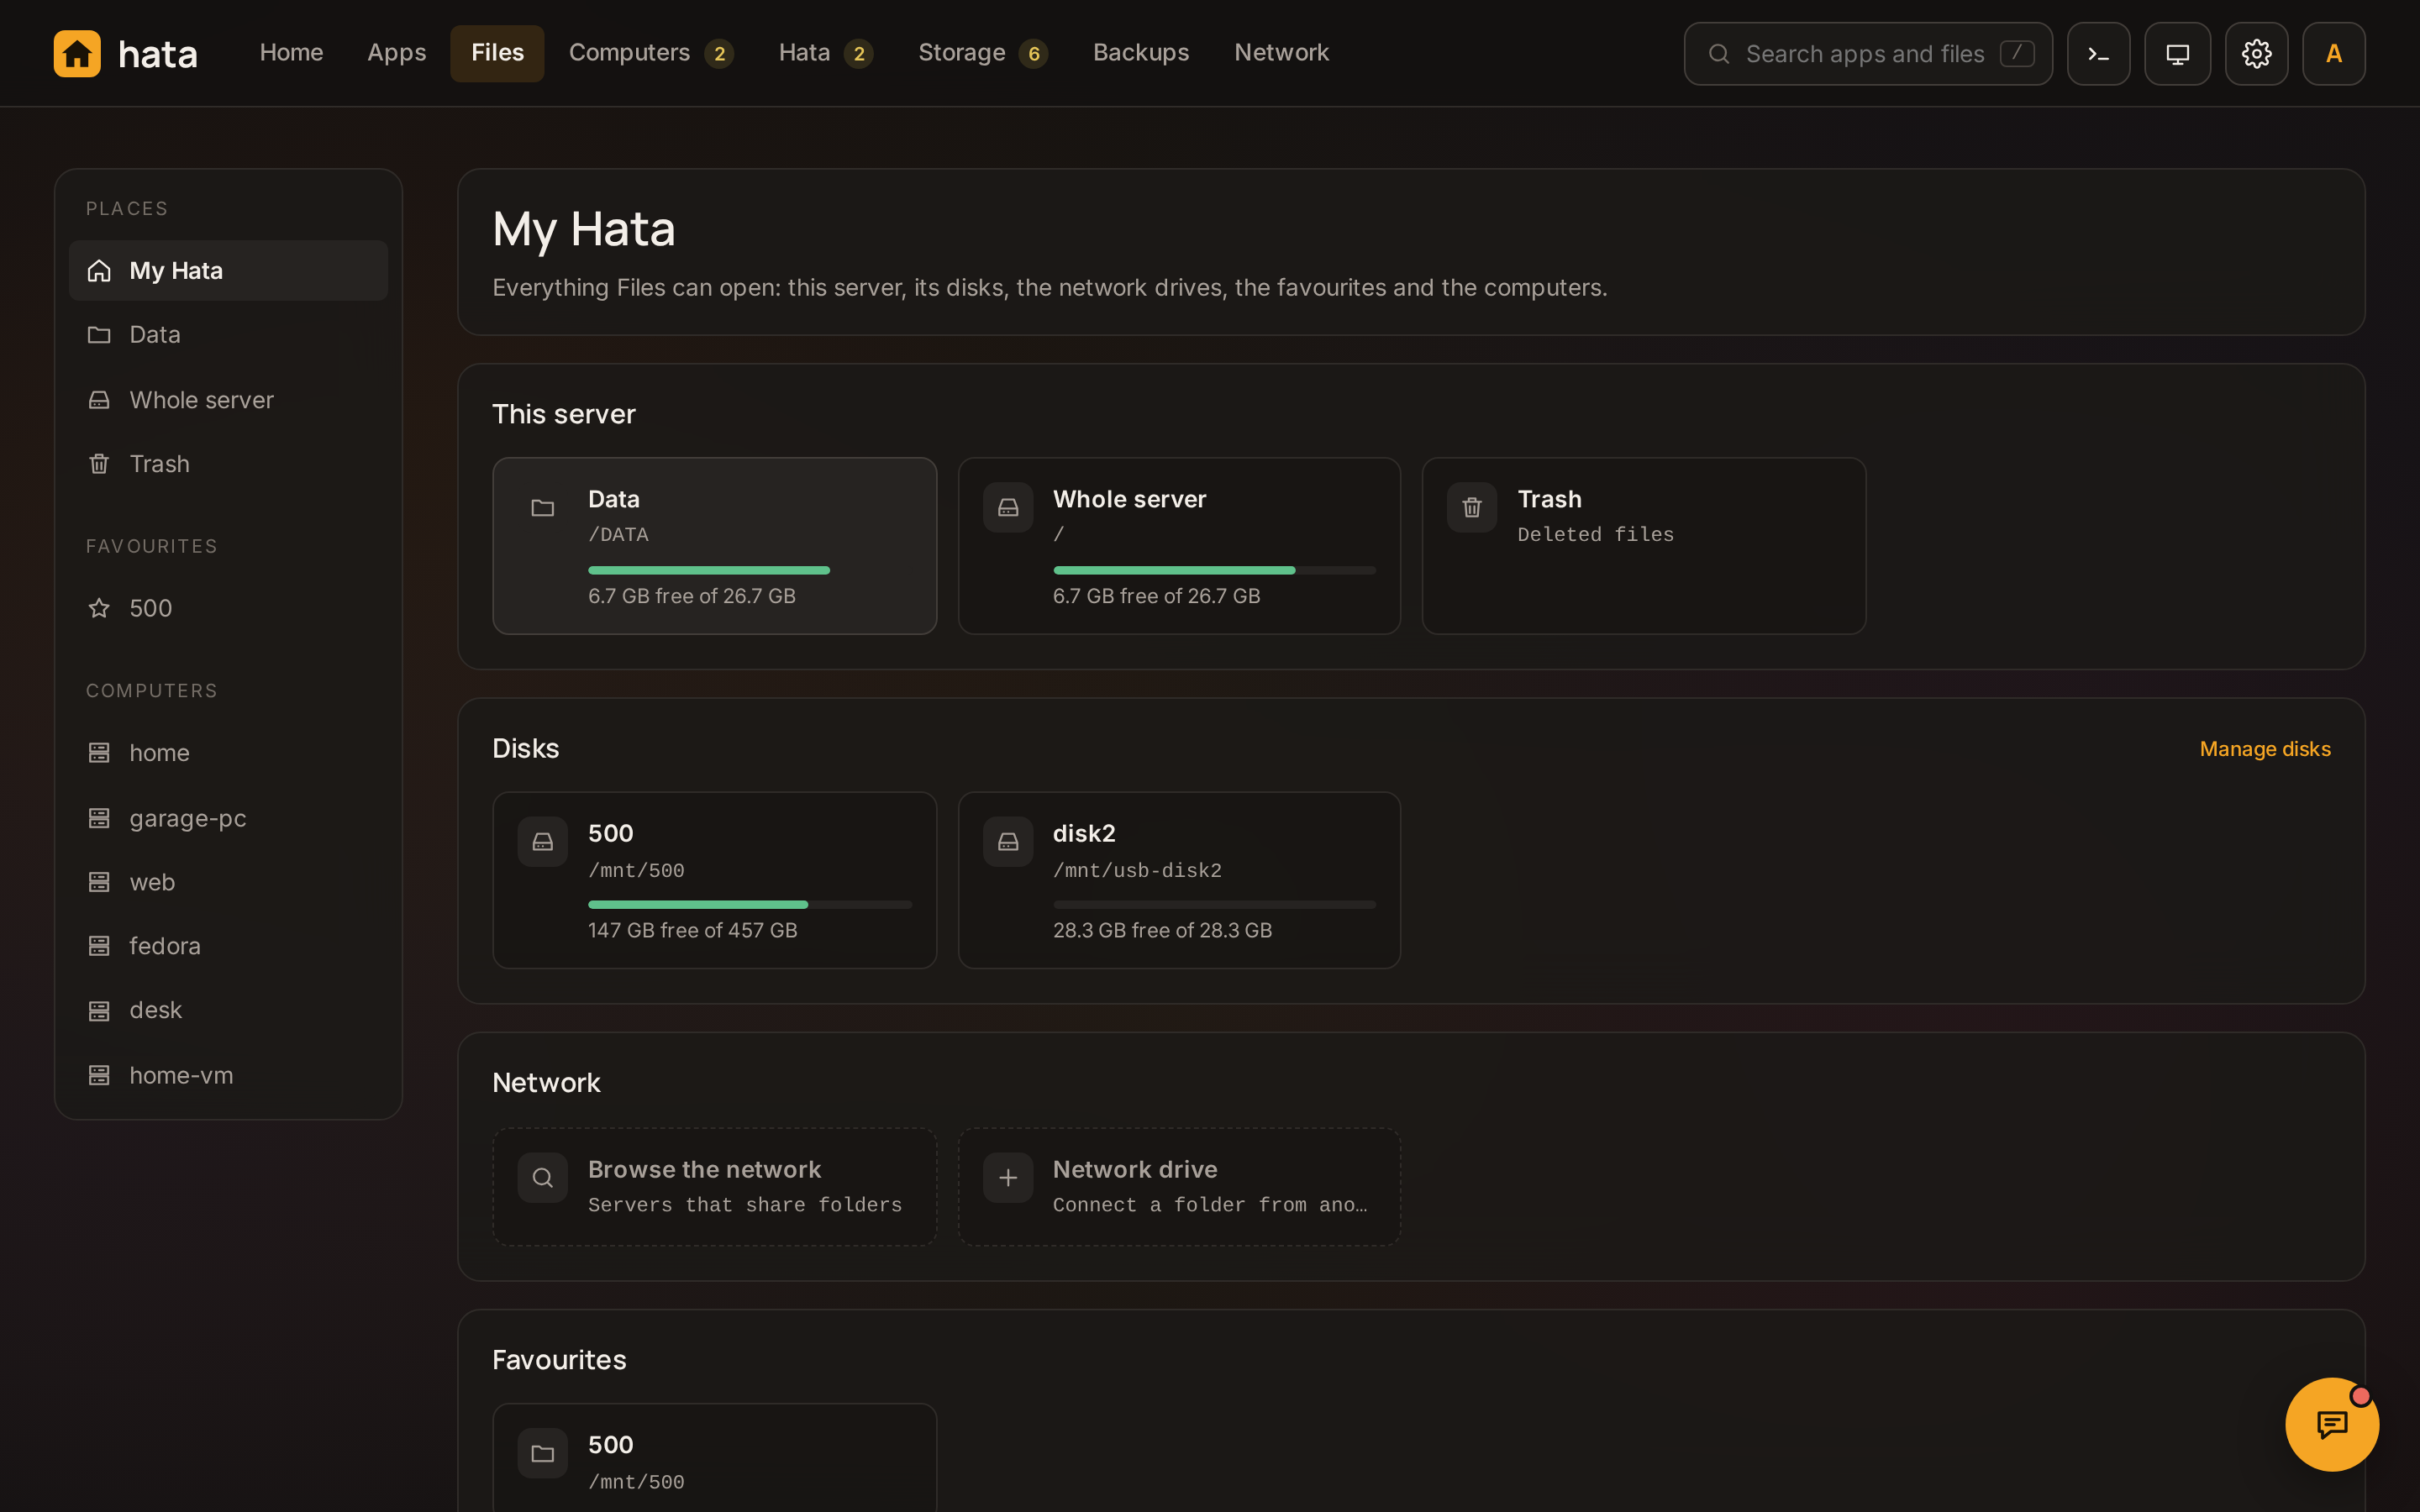 hata
Home
Apps
Files
Computers 2
Hata 2
Storage 6
Backups
Network
Search apps and files /
A
PLACES
My Hata
Data
Whole server
Trash
FAVOURITES
500
COMPUTERS
home
garage-pc
web
fedora
desk
home-vm
My Hata
Everything Files can open: this server, its disks, the network drives, the favourites and the computers.
This server
Data
/DATA
6.7 GB free of 26.7 GB
Whole server
/
6.7 GB free of 26.7 GB
Trash
Deleted files
Disks
Manage disks
500
/mnt/500
147 GB free of 457 GB
disk2
/mnt/usb-disk2
28.3 GB free of 28.3 GB
Network
Browse the network
Servers that share folders
Network drive
Connect a folder from ano…
Favourites
500
/mnt/500